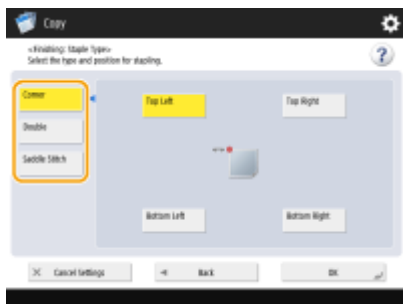 Copy
<Finishing: Staple Type>
Select the type and position for stapling.
Corner
Top Left
Top Right
Double
Saddle Stitch
Bottom Left
Bottom Right
Cancel Settings
Back
OK